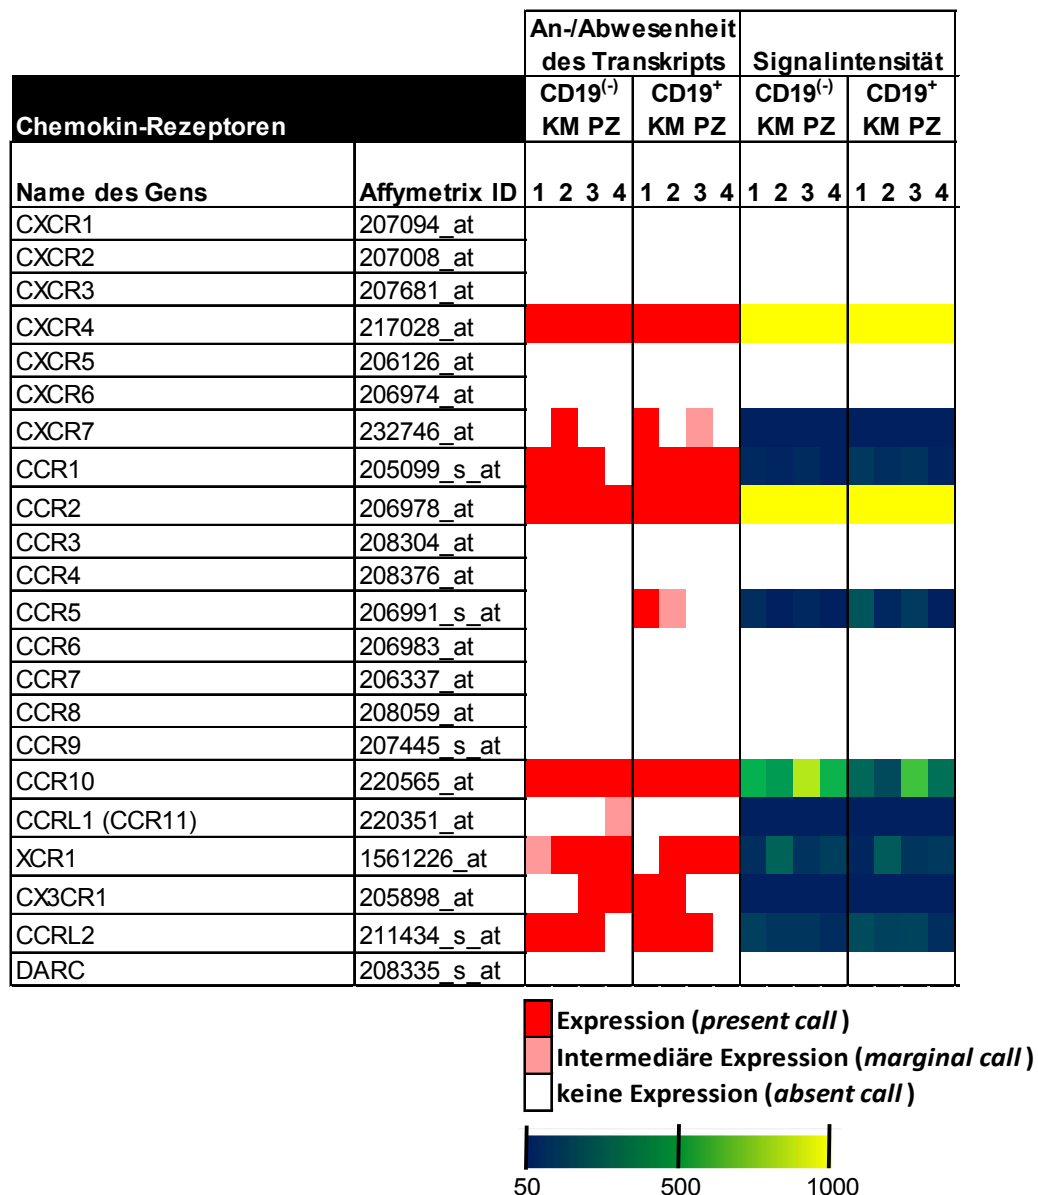 An-/Abwesenheit
des Transkripts Signalintensität
CD19(-) CD19+ CD19(-) CD19+
Chemokin-Rezeptoren KM PZ KM PZ KM PZ KM PZ
Name des Gens Affymetrix ID 1 2 3 4 1 2 3 4 1 2 3 4 1 2 3 4
CXCR1 207094_at
CXCR2 207008_at
CXCR3 207681_at
CXCR4 217028_at
CXCR5 206126_at
CXCR6 206974_at
CXCR7 232746_at
CCR1 205099_s_at
CCR2 206978_at
CCR3 208304_at
CCR4 208376_at
CCR5 206991_s_at
CCR6 206983_at
CCR7 206337_at
CCR8 208059_at
CCR9 207445_s_at
CCR10 220565_at
CCRL1 (CCR11) 220351_at
XCR1 1561226_at
CX3CR1 205898_at
CCRL2 211434_s_at
DARC 208335_s_at
Expression (present call)
Intermediäre Expression (marginal call)
keine Expression (absent call)
50 500 1000